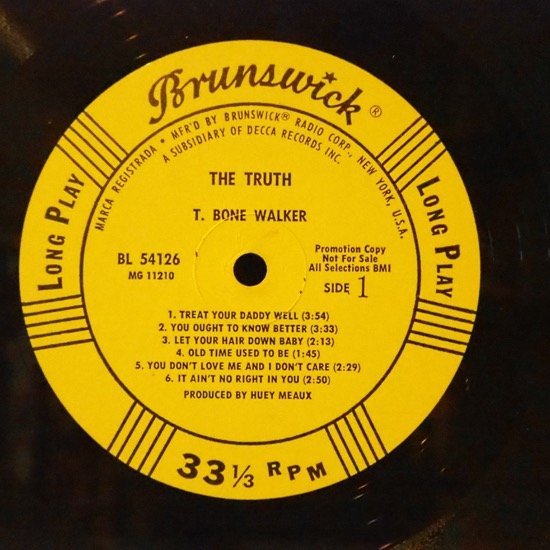 Brunswick ®
MARCA REGISTRADA • MFR'D BY BRUNSWICK® RADIO CORP., NEW YORK, U.S.A.
A SUBSIDIARY OF DECCA RECORDS INC.
THE TRUTH
T. BONE WALKER
LONG PLAY
LONG PLAY
BL 54126
MG 11210
Promotion Copy
Not For Sale
All Selections BMI
SIDE 1
1. TREAT YOUR DADDY WELL (3:54)
2. YOU OUGHT TO KNOW BETTER (3:33)
3. LET YOUR HAIR DOWN BABY (2:13)
4. OLD TIME USED TO BE (1:45)
5. YOU DON'T LOVE ME AND I DON'T CARE (2:29)
6. IT AIN'T NO RIGHT IN YOU (2:50)
PRODUCED BY HUEY MEAUX
33 1/3 RPM